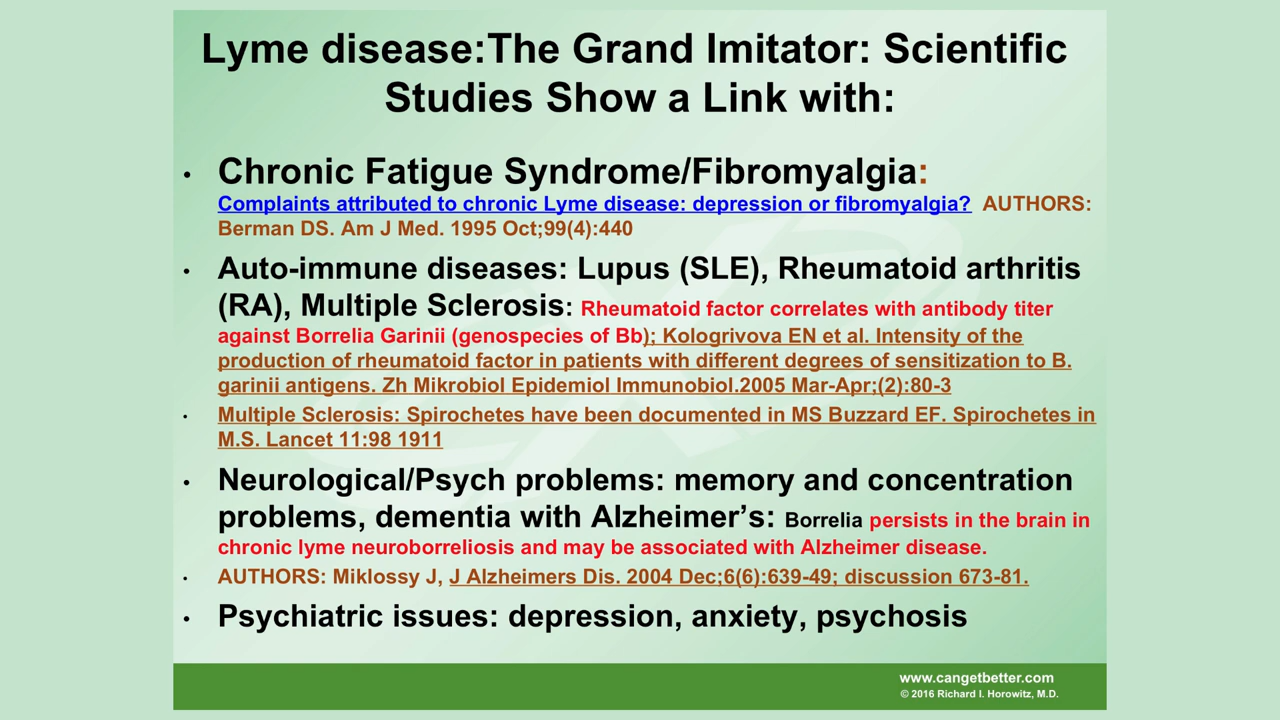 Lyme disease:The Grand Imitator: Scientific
Studies Show a Link with:
• Chronic Fatigue Syndrome/Fibromyalgia:
Complaints attributed to chronic Lyme disease: depression or fibromyalgia? AUTHORS:
Berman DS. Am J Med. 1995 Oct;99(4):440
• Auto-immune diseases: Lupus (SLE), Rheumatoid arthritis
(RA), Multiple Sclerosis: Rheumatoid factor correlates with antibody titer
against Borrelia Garinii (genospecies of Bb); Kologrivova EN et al. Intensity of the
production of rheumatoid factor in patients with different degrees of sensitization to B.
garinii antigens. Zh Mikrobiol Epidemiol Immunobiol.2005 Mar-Apr;(2):80-3
• Multiple Sclerosis: Spirochetes have been documented in MS Buzzard EF. Spirochetes in
M.S. Lancet 11:98 1911
• Neurological/Psych problems: memory and concentration
problems, dementia with Alzheimer’s: Borrelia persists in the brain in
chronic lyme neuroborreliosis and may be associated with Alzheimer disease.
• AUTHORS: Miklossy J, J Alzheimers Dis. 2004 Dec;6(6):639-49; discussion 673-81.
• Psychiatric issues: depression, anxiety, psychosis
www.cangetbetter.com
© 2016 Richard I. Horowitz, M.D.